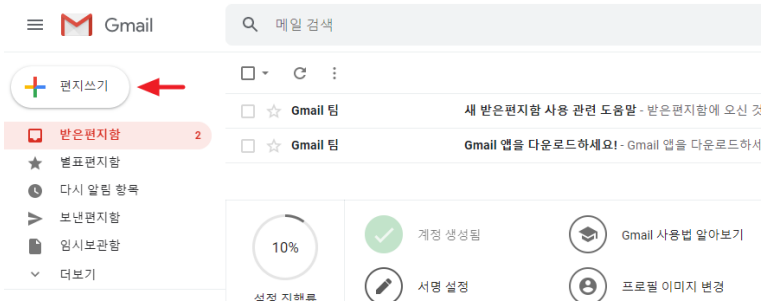 Gmail
메일 검색
편지쓰기
받은편지함 2
별표편지함
다시 알림 항목
보낸편지함
임시보관함
더보기
Gmail 팀 새 받은편지함 사용 관련 도움말 - 받은편지함에 오신 것
Gmail 팀 Gmail 앱을 다운로드하세요! - Gmail 앱을 다운로드하세
10%
설정 진행률
계정 생성됨
Gmail 사용법 알아보기
서명 설정
프로필 이미지 변경